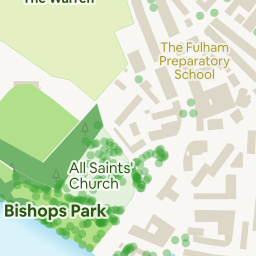 The Warren
The Fulham
Preparatory
School
All Saints'
Church
Bishops Park